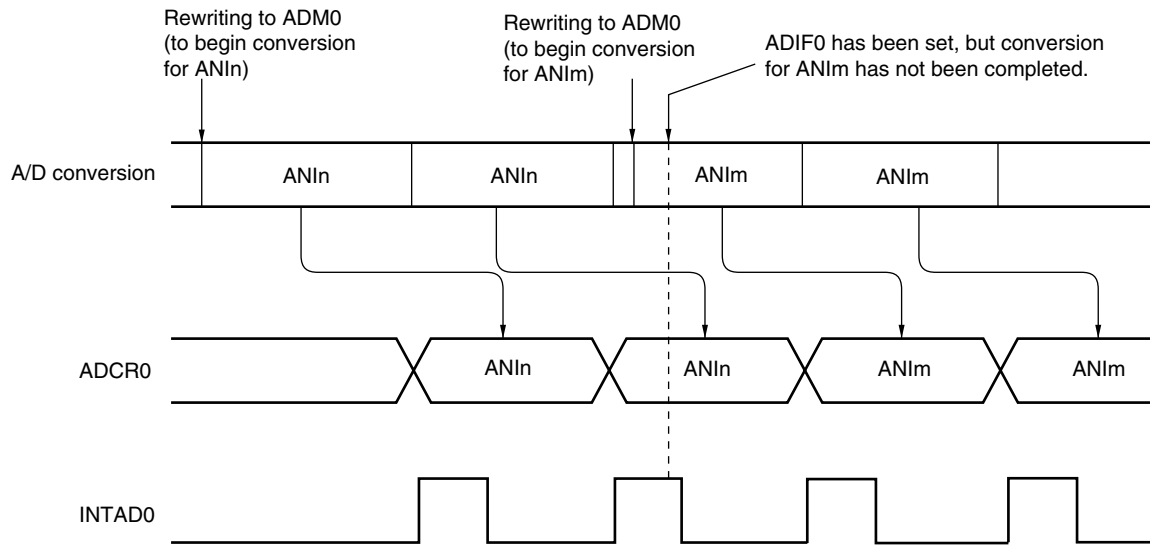 Rewriting to ADM0
(to begin conversion
for ANIn)
Rewriting to ADM0
(to begin conversion
for ANIm)
ADIF0 has been set, but conversion
for ANIm has not been completed.
A/D conversion
ANIn
ANIn
ANIm
ANIm
ADCR0
ANIn
ANIn
ANIm
ANIm
INTAD0